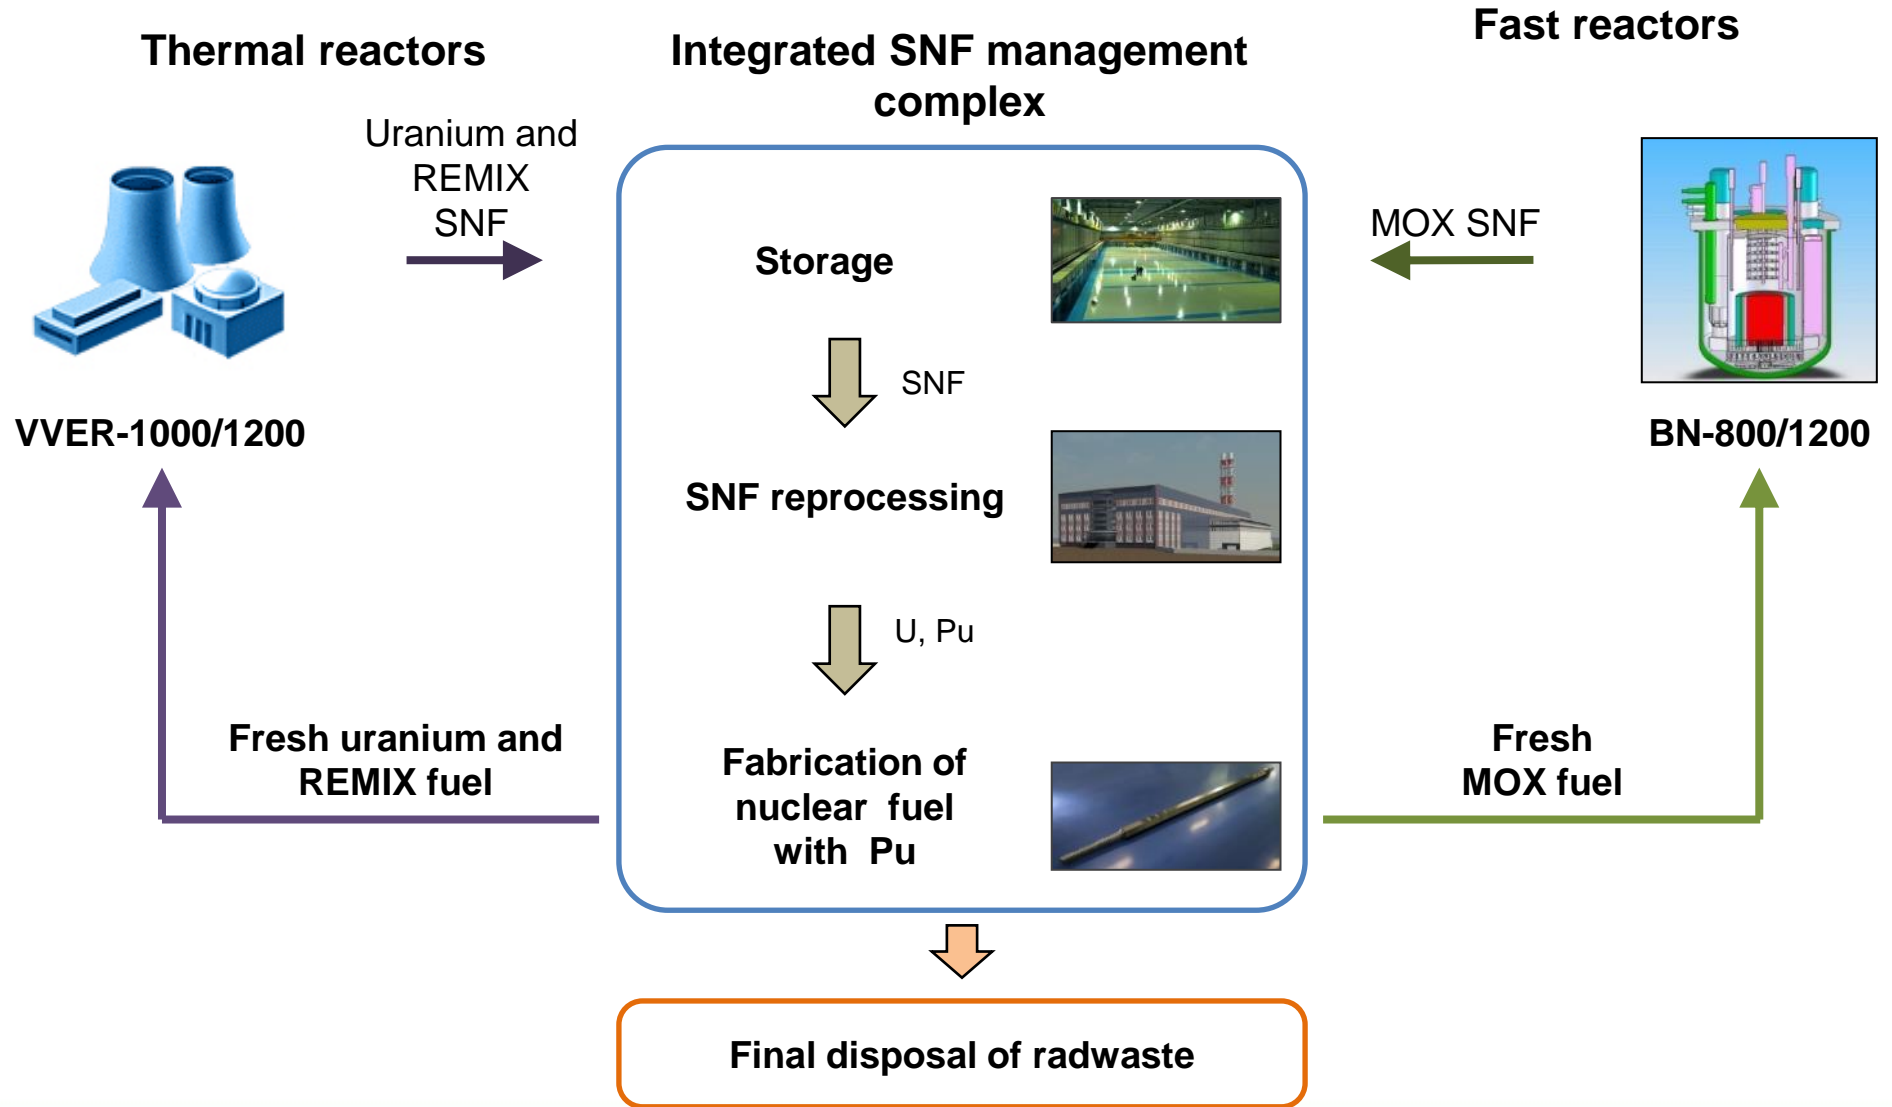 Thermal reactors
Integrated SNF management
complex
Fast reactors
Uranium and
REMIX
SNF
MOX SNF
Storage
SNF
VVER-1000/1200
BN-800/1200
SNF reprocessing
U, Pu
Fresh uranium and
REMIX fuel
Fabrication of
nuclear fuel
with Pu
Fresh
MOX fuel
Final disposal of radwaste